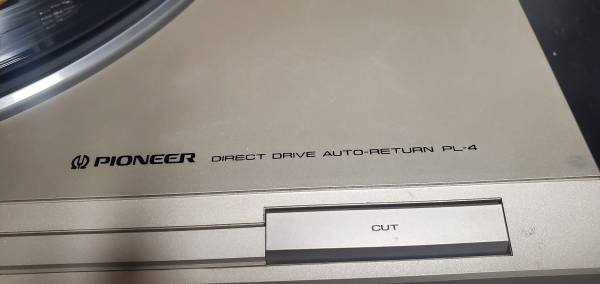 PIONEER DIRECT DRIVE AUTO-RETURN PL-4
CUT